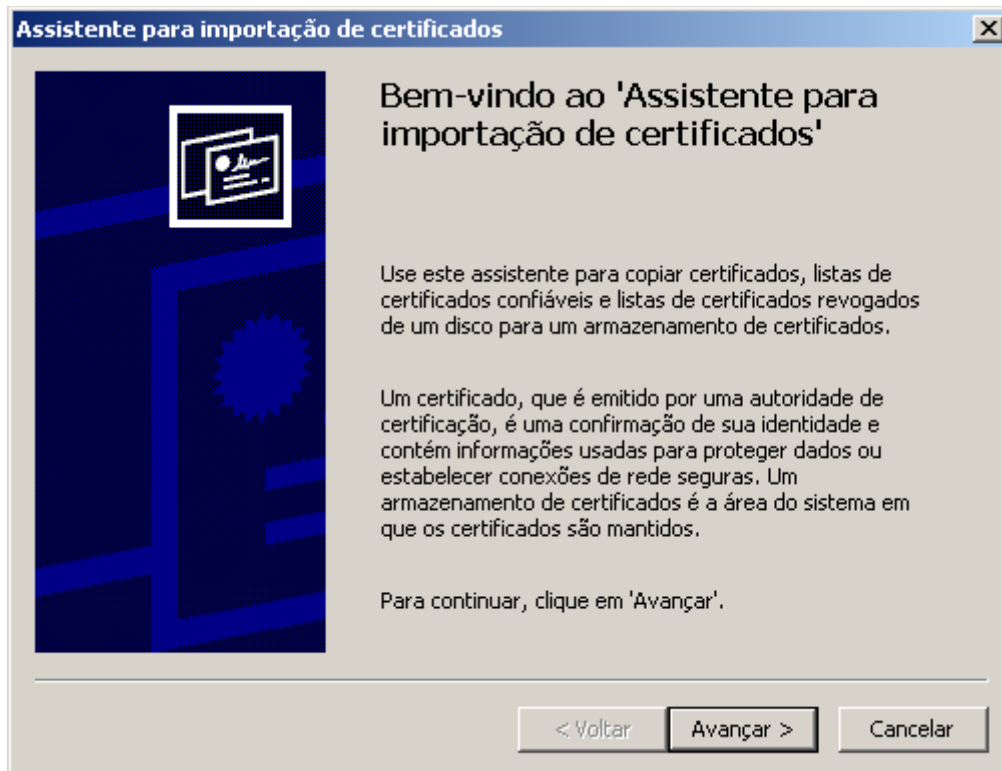 Assistente para importação de certificados
Bem-vindo ao 'Assistente para
importação de certificados'
Use este assistente para copiar certificados, listas de
certificados confiáveis e listas de certificados revogados
de um disco para um armazenamento de certificados.
Um certificado, que é emitido por uma autoridade de
certificação, é uma confirmação de sua identidade e
contém informações usadas para proteger dados ou
estabelecer conexões de rede seguras. Um
armazenamento de certificados é a área do sistema em
que os certificados são mantidos.
Para continuar, clique em 'Avançar'.
< Voltar
Avançar >
Cancelar